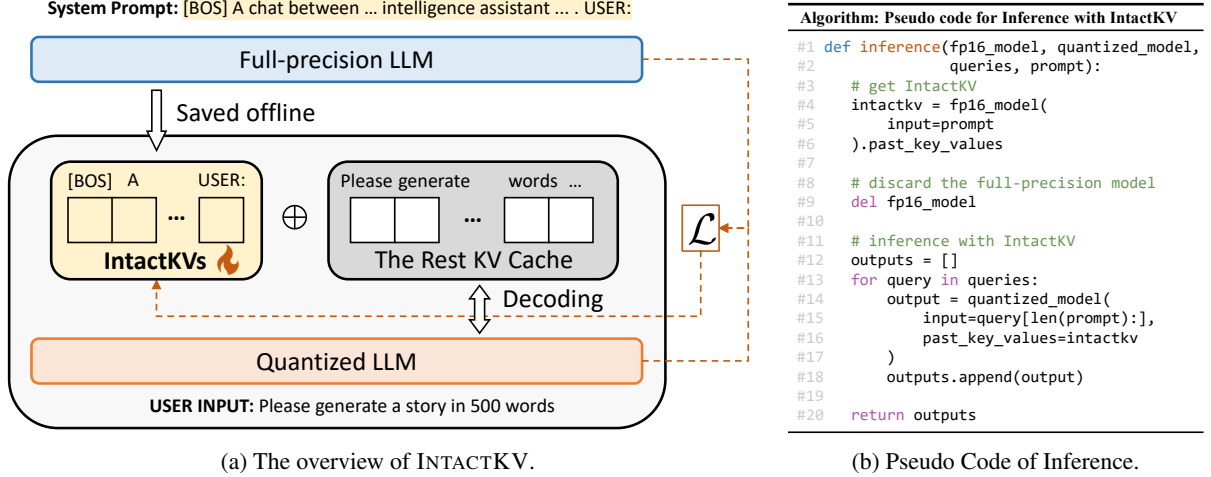 System Prompt: [BOS] A chat between ... intelligence assistant ... . USER:
Full-precision LLM
Saved offline
[BOS] A USER:
...
IntactKVs
Please generate words ...
...
The Rest KV Cache
ℒ
Decoding
Quantized LLM
USER INPUT: Please generate a story in 500 words
(a) The overview of INTACTKV.
Algorithm: Pseudo code for Inference with IntactKV
#1 def inference(fp16_model, quantized_model,
#2 queries, prompt):
#3 # get IntactKV
#4 intactkv = fp16_model(
#5 input=prompt
#6 ).past_key_values
#7
#8 # discard the full-precision model
#9 del fp16_model
#10
#11 # inference with IntactKV
#12 outputs = []
#13 for query in queries:
#14 output = quantized_model(
#15 input=query[len(prompt):],
#16 past_key_values=intactkv
#17 )
#18 outputs.append(output)
#19
#20 return outputs
(b) Pseudo Code of Inference.